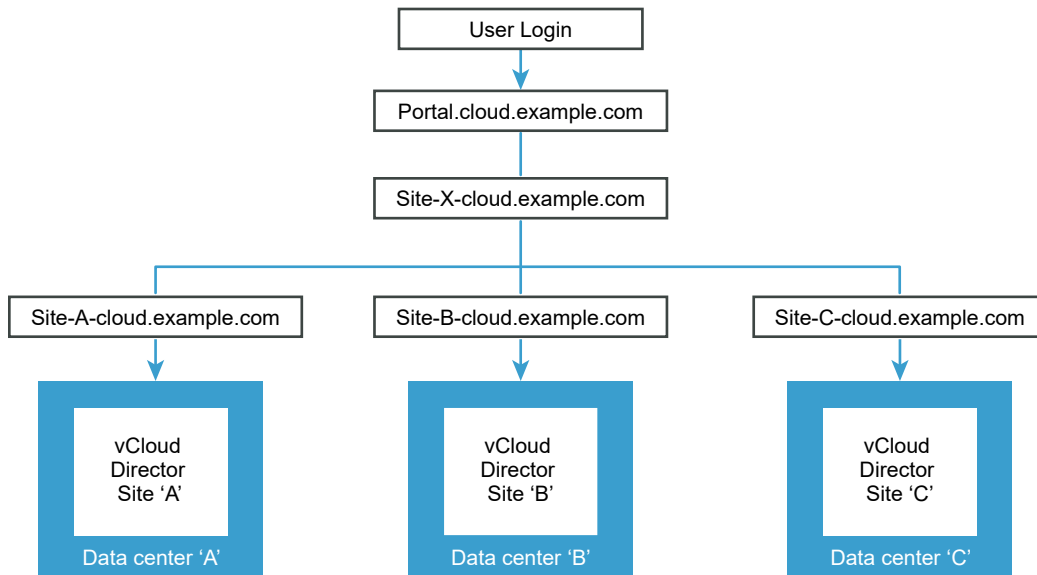 User Login
Portal.cloud.example.com
Site-X-cloud.example.com
Site-A-cloud.example.com
Site-B-cloud.example.com
Site-C-cloud.example.com
vCloud
Director
Site ‘A’
Data center ‘A’
vCloud
Director
Site ‘B’
Data center ‘B’
vCloud
Director
Site ‘C’
Data center ‘C’